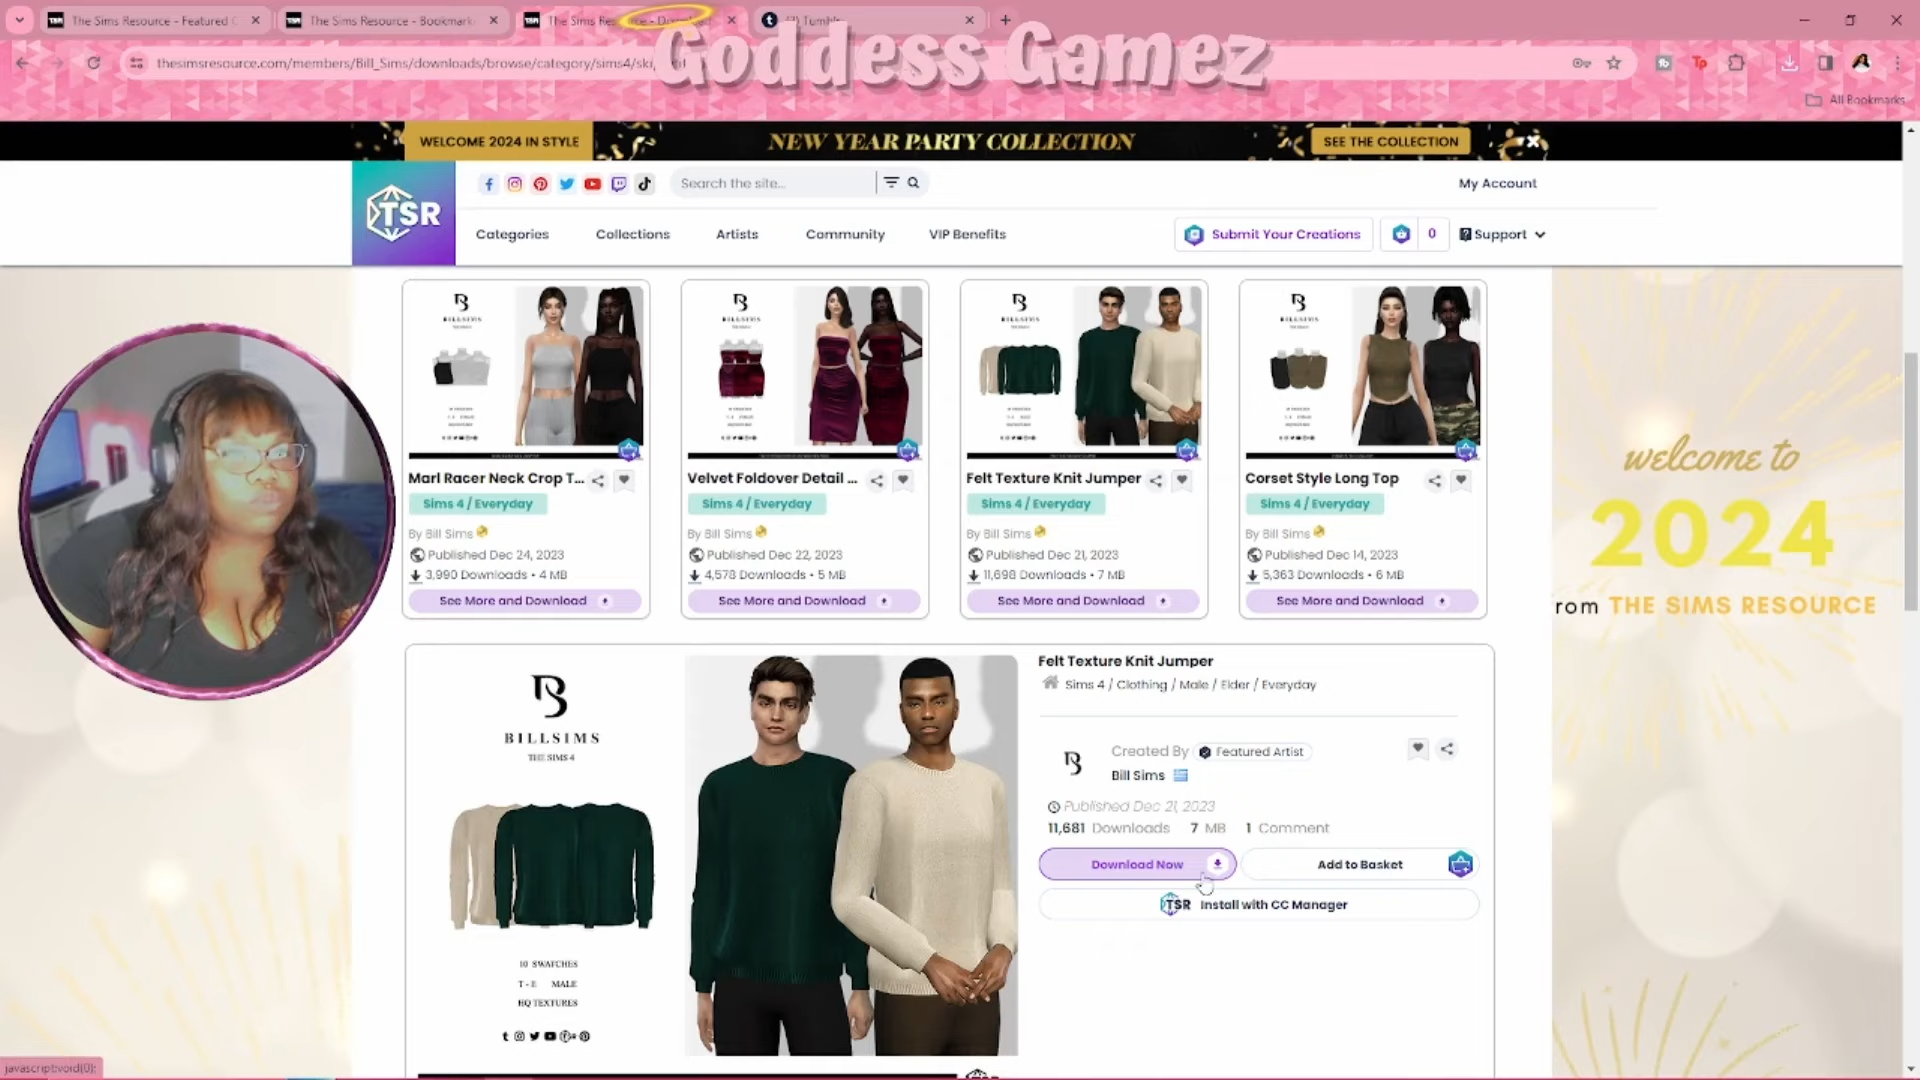 The Sims Resource - Featured
The Sims Resource - Bookmark
The Sims Resource - Download
Tumblr
Goddess Gamez
thesimsresource.com/members/Bill_Sims/downloads/browse/category/sims4/ski
All Bookmarks
WELCOME 2024 IN STYLE
NEW YEAR PARTY COLLECTION
SEE THE COLLECTION
TSR
Search the site...
My Account
Categories
Collections
Artists
Community
VIP Benefits
Submit Your Creations
0
Support
BILLSIMS
BILLSIMS
BILLSIMS
BILLSIMS
Marl Racer Neck Crop T...
Velvet Foldover Detail ...
Felt Texture Knit Jumper
Corset Style Long Top
Sims 4 / Everyday
Sims 4 / Everyday
Sims 4 / Everyday
Sims 4 / Everyday
By Bill Sims
By Bill Sims
By Bill Sims
By Bill Sims
Published Dec 24, 2023
Published Dec 22, 2023
Published Dec 21, 2023
Published Dec 14, 2023
3,990 Downloads • 4 MB
4,578 Downloads • 5 MB
11,698 Downloads • 7 MB
5,363 Downloads • 6 MB
See More and Download
See More and Download
See More and Download
See More and Download
welcome to
2024
rom THE SIMS RESOURCE
B
BILLSIMS
THE SIMS 4
10 SWATCHES
T - E MALE
HQ TEXTURES
Felt Texture Knit Jumper
Sims 4 / Clothing / Male / Elder / Everyday
Created By Featured Artist
Bill Sims
Published Dec 21, 2023
11,681 Downloads 7 MB 1 Comment
Download Now
Add to Basket
TSR Install with CC Manager
javascript:void(0);